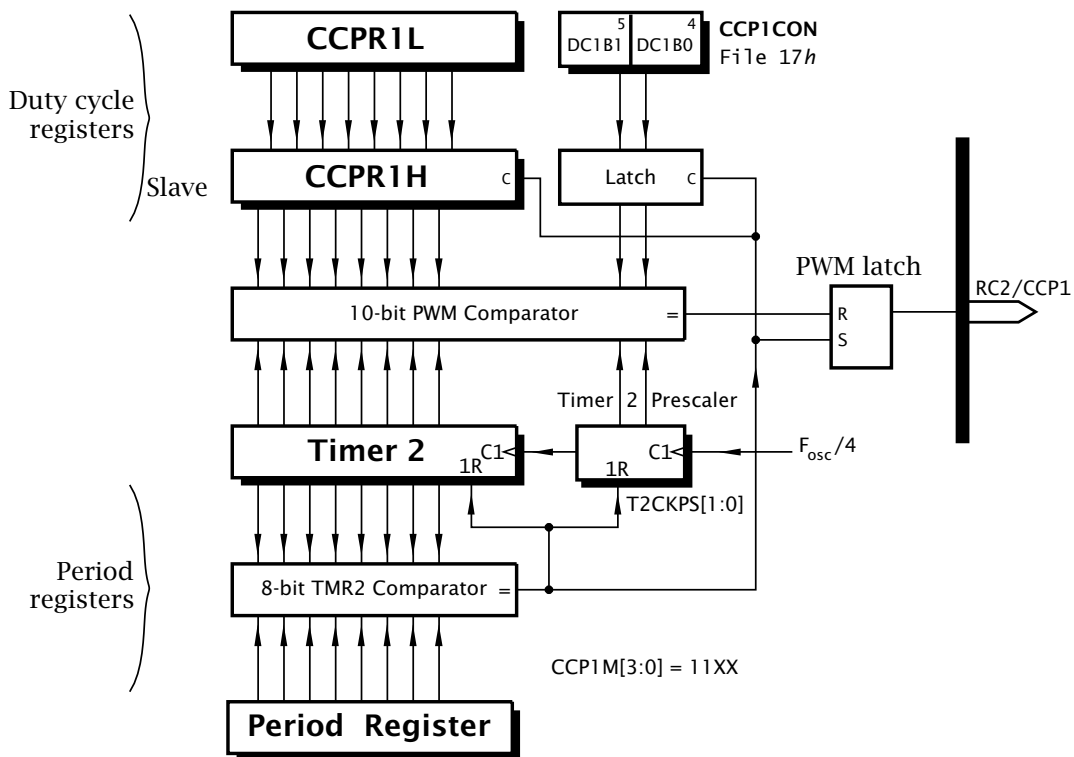 CCPR1L
5 4
DC1B1 DC1B0
CCP1CON
File 17h
Duty cycle
registers
Slave
CCPR1H C
Latch C
PWM latch
RC2/CCP1
10-bit PWM Comparator =
R
S
Timer 2 Prescaler
Timer 2 C1
1R
C1
1R
Fosc/4
T2CKPS[1:0]
Period
registers
8-bit TMR2 Comparator =
CCP1M[3:0] = 11XX
Period Register